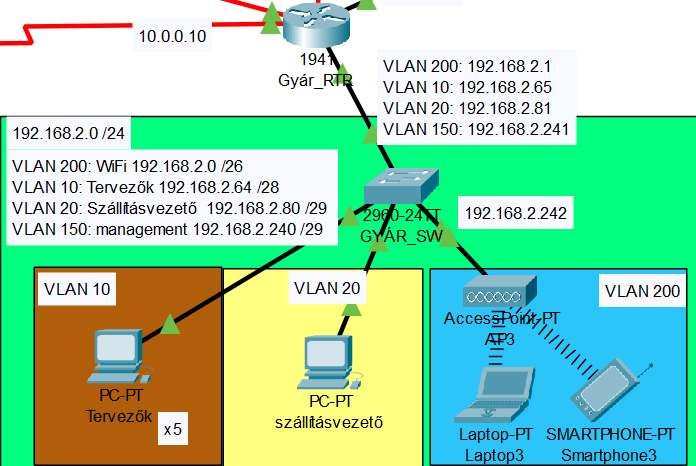 10.0.0.10
1941
Gyár_RTR
VLAN 200: 192.168.2.1
VLAN 10: 192.168.2.65
VLAN 20: 192.168.2.81
VLAN 150: 192.168.2.241
192.168.2.0 /24
VLAN 200: WiFi 192.168.2.0 /26
VLAN 10: Tervezők 192.168.2.64 /28
VLAN 20: Szállításvezető 192.168.2.80 /29
VLAN 150: management 192.168.2.240 /29
2960-24TT
GYÁR_SW
192.168.2.242
VLAN 10
VLAN 20
VLAN 200
AccessPoint-PT
AP3
PC-PT
Tervezők
x5
PC-PT
szállításvezető
Laptop-PT
Laptop3
SMARTPHONE-PT
Smartphone3